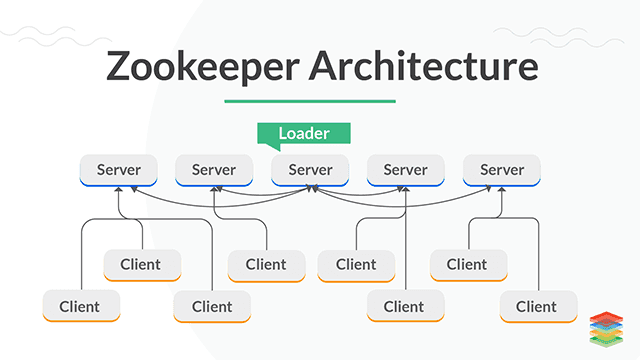 Zookeeper Architecture
Loader
Server Server Server Server Server
Client Client Client Client
Client Client Client Client